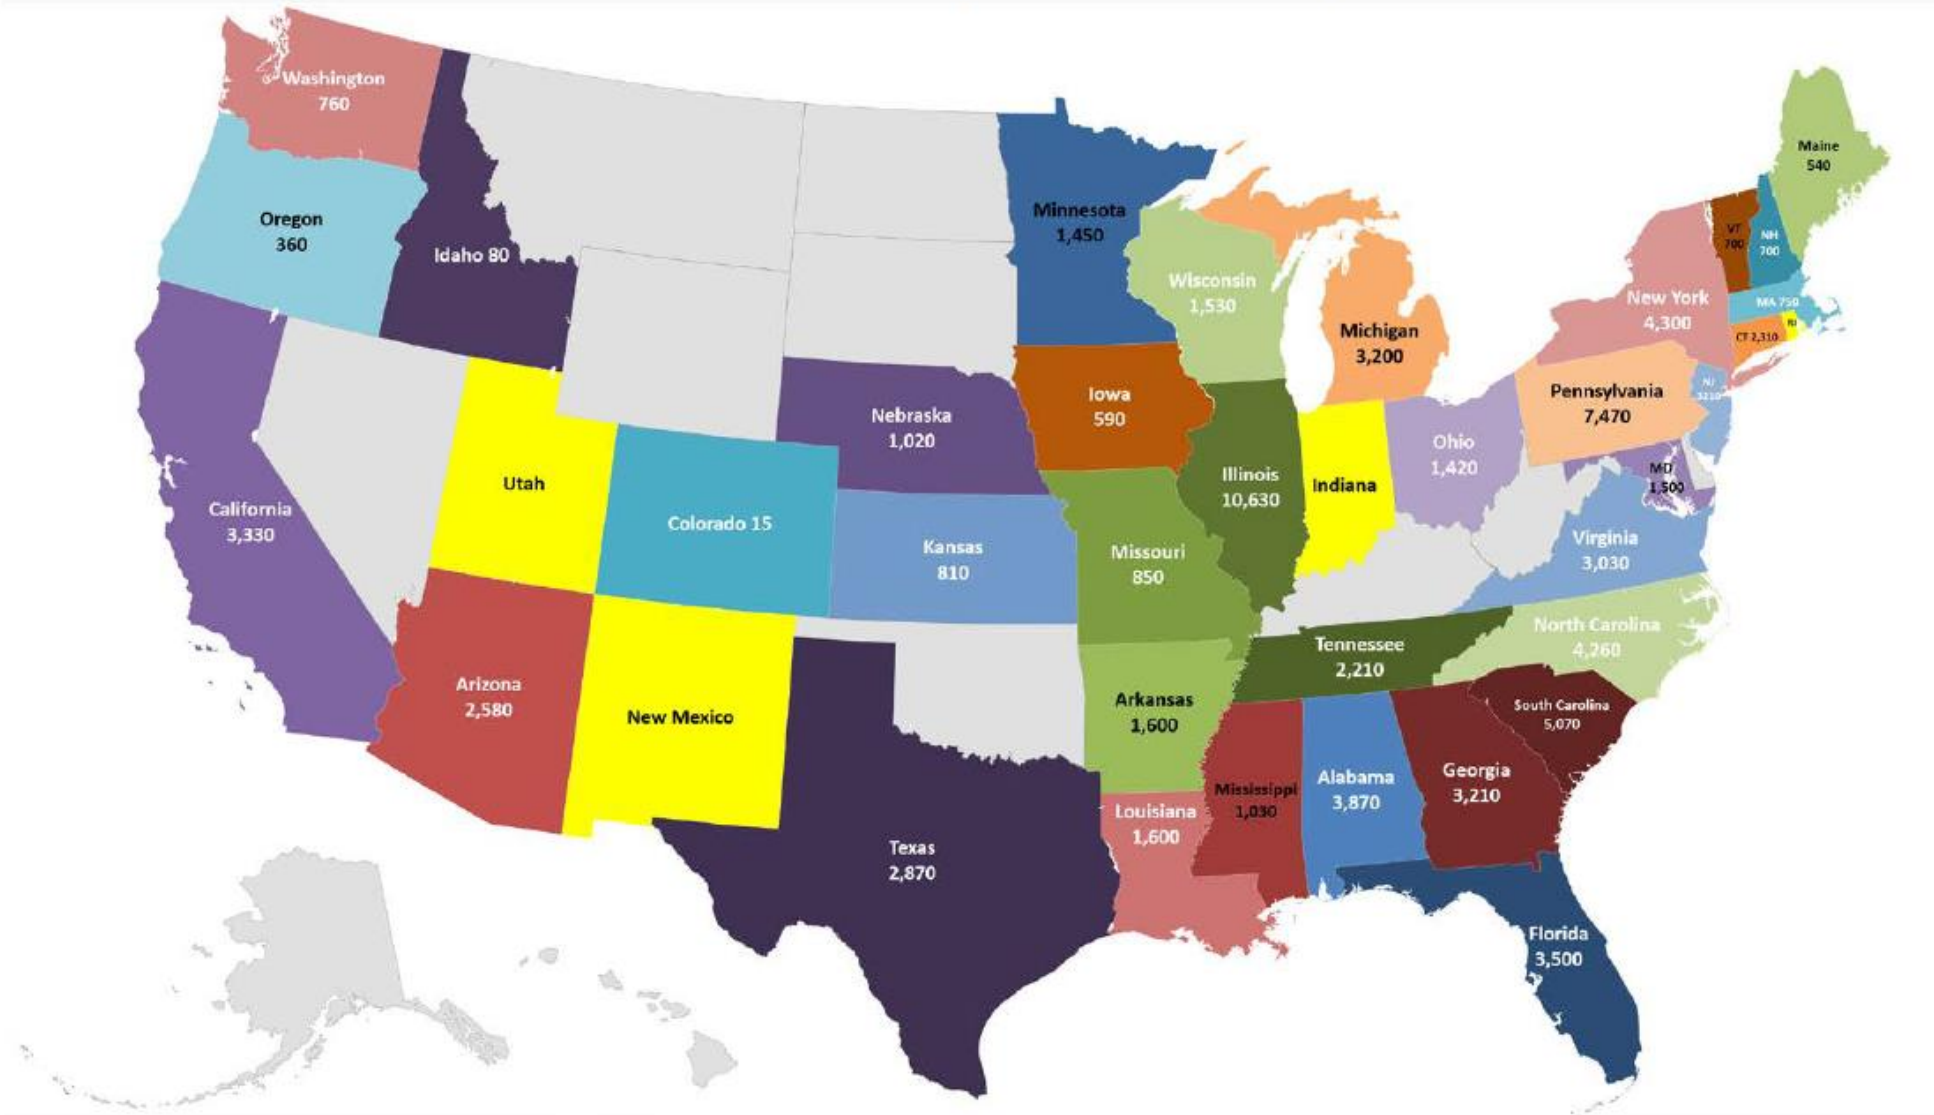 Washington
760
Oregon
360
Idaho 80
California
3,330
Utah
Arizona
2,580
New Mexico
Colorado 15
Nebraska
1,020
Kansas
810
Texas
2,870
Minnesota
1,450
Iowa
590
Missouri
850
Arkansas
1,600
Louisiana
1,600
Wisconsin
1,530
Illinois
10,630
Mississippi
1,030
Michigan
3,200
Indiana
Ohio
1,420
Tennessee
2,210
Alabama
3,870
Georgia
3,210
Florida
3,500
South Carolina
5,070
North Carolina
4,260
Virginia
3,030
MD
1,500
Pennsylvania
7,470
NJ
New York
4,300
VT
700
NH
700
Maine
540
MA 750
CT 2,310
RI